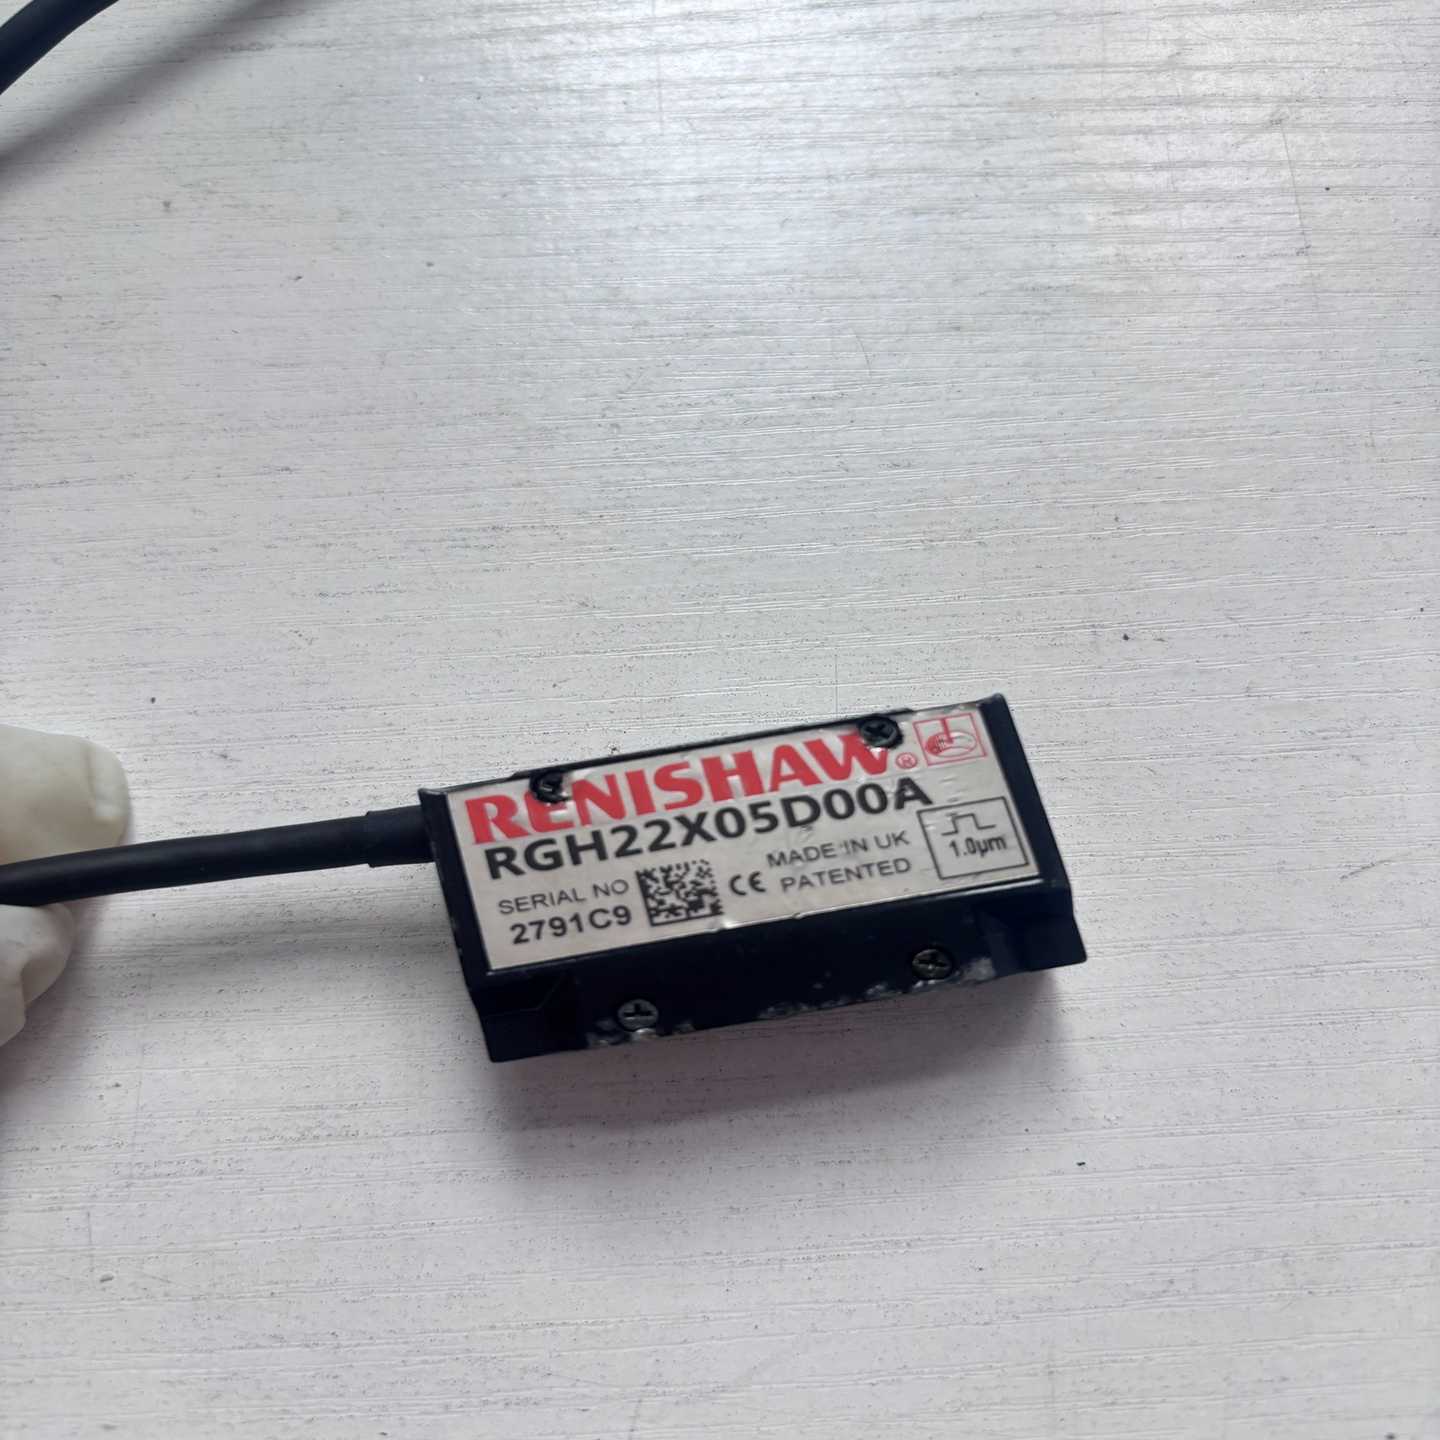 RENISHAW®
RGH22X05D00A
SERIAL NO
2791C9
CE
MADE IN UK
PATENTED
1.0µm